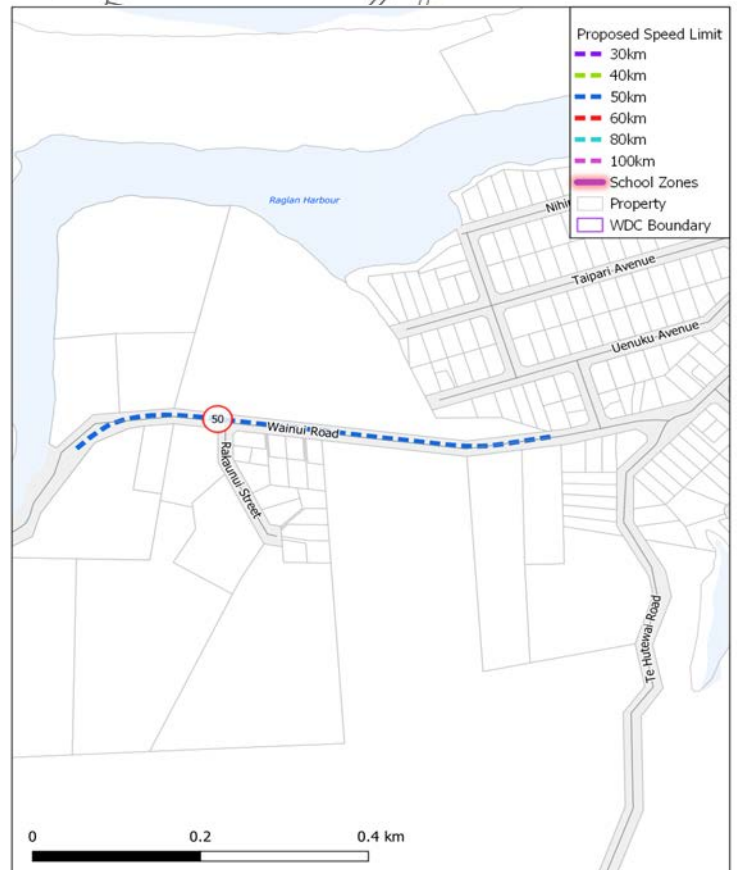 Proposed Speed Limit
30km
40km
50km
60km
80km
100km
School Zones
Property
WDC Boundary
Raglan Harbour
Taipari Avenue
Uenuku Avenue
50
Wainui Road
Rakaunui Street
Te Hutewai Road
0
0.2
0.4 km